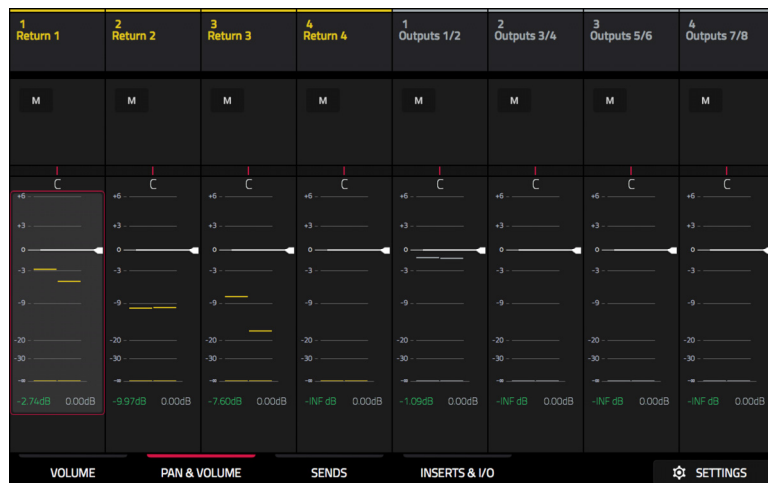 1 2 3 4 1 2 3 4
Return 1 Return 2 Return 3 Return 4 Outputs 1/2 Outputs 3/4 Outputs 5/6 Outputs 7/8
M M M M M M M M
C C C C C C C C
+6 +6 +6 +6 +6 +6 +6 +6
+3 +3 +3 +3 +3 +3 +3 +3
0 0 0 0 0 0 0 0
-3 -3 -3 -3 -3 -3 -3 -3
-9 -9 -9 -9 -9 -9 -9 -9
-20 -20 -20 -20 -20 -20 -20 -20
-30 -30 -30 -30 -30 -30 -30 -30
-∞ -∞ -∞ -∞ -∞ -∞ -∞ -∞
-2.74dB 0.00dB -9.97dB 0.00dB -7.60dB 0.00dB -INF dB 0.00dB -1.09dB 0.00dB -INF dB 0.00dB -INF dB 0.00dB -INF dB 0.00dB
VOLUME PAN & VOLUME SENDS INSERTS & I/O SETTINGS